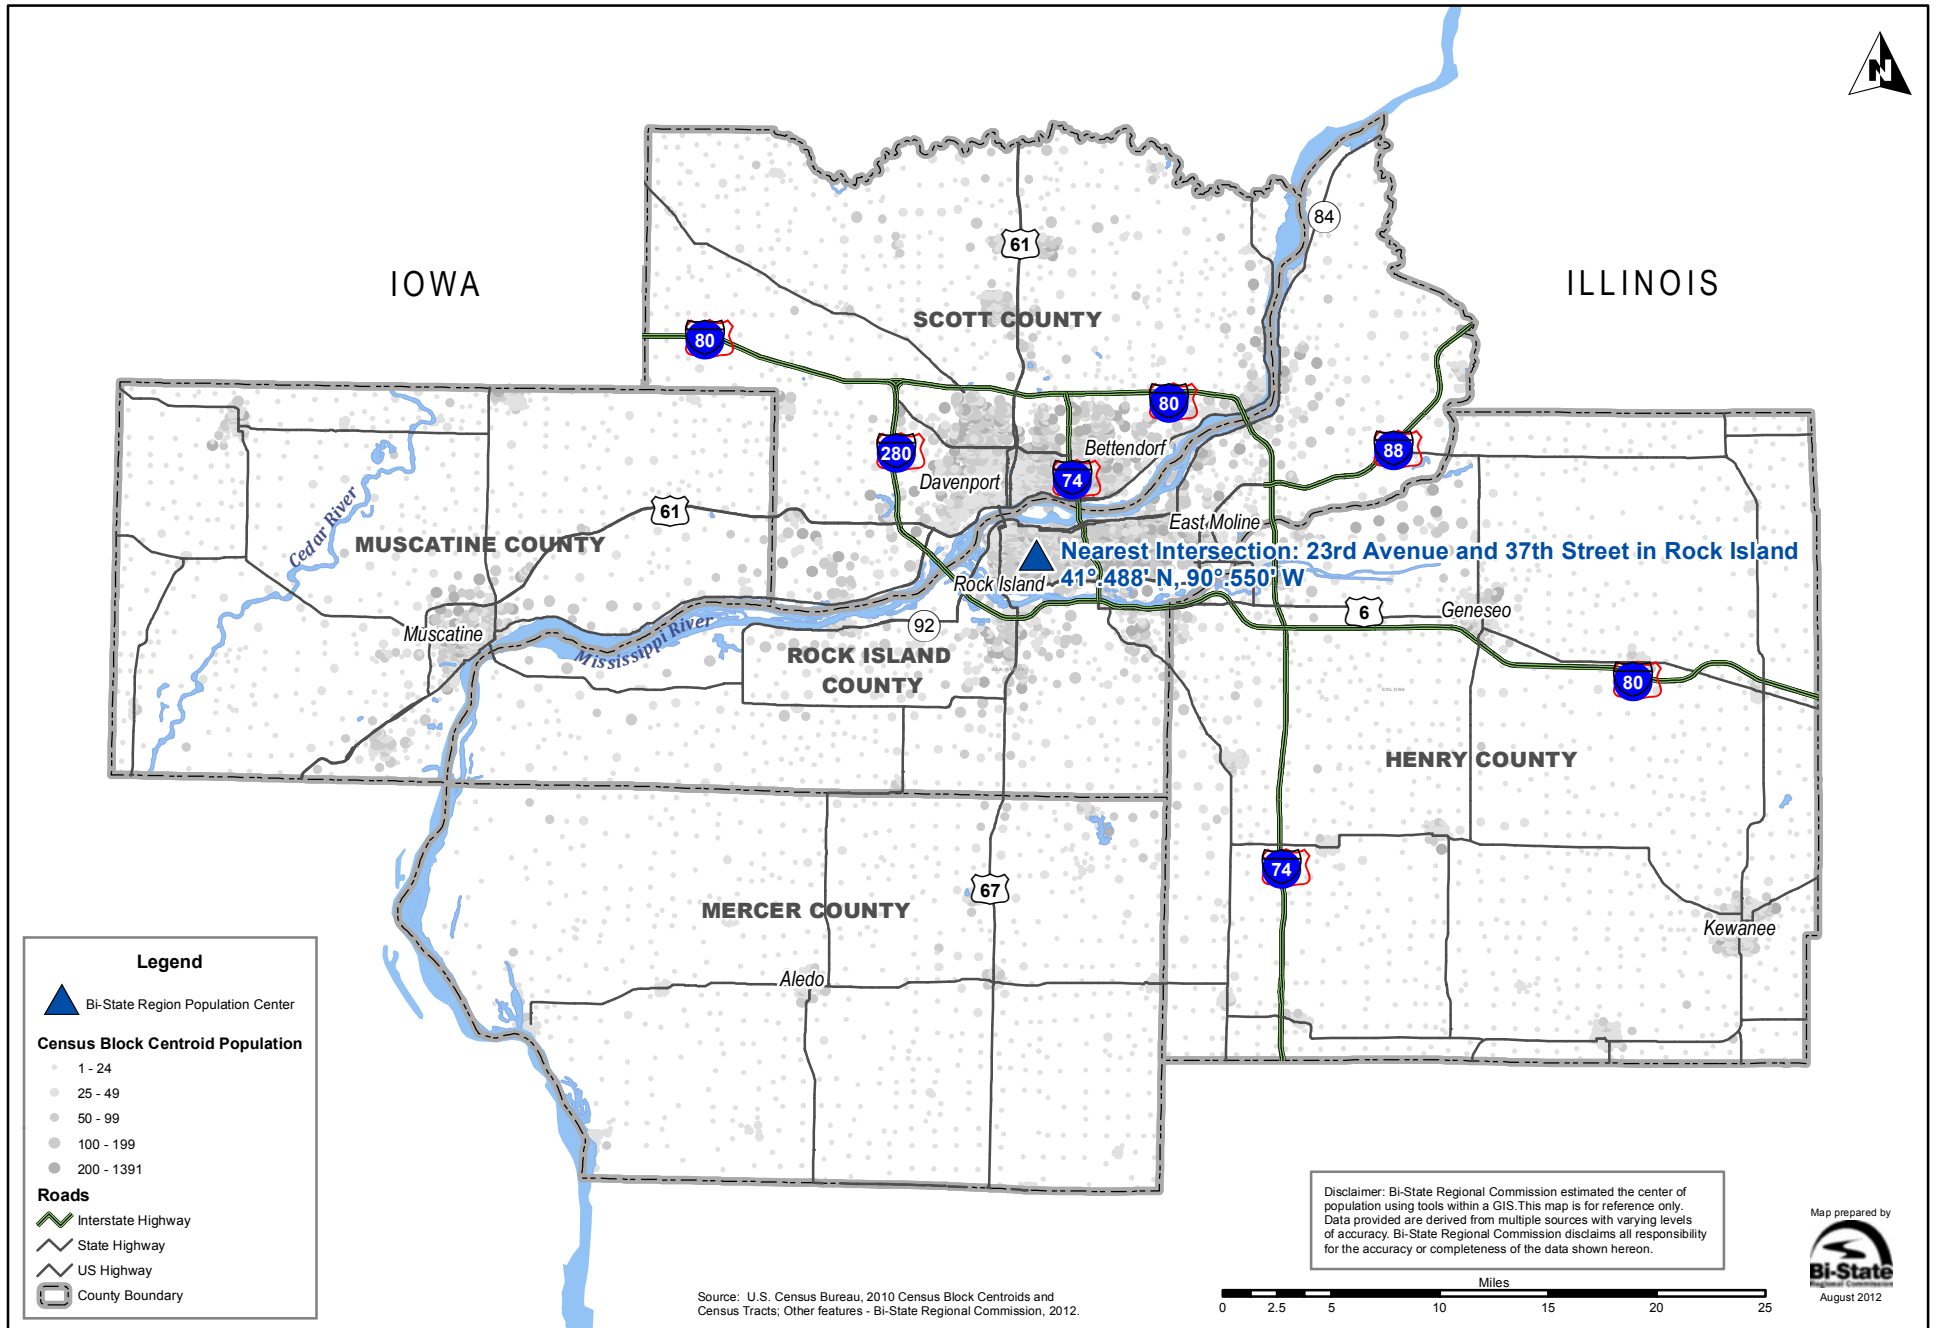 N
IOWA
ILLINOIS
84
61
SCOTT COUNTY
80
80
280
Bettendorf
88
74
Davenport
61
Cedar River
East Moline
MUSCATINE COUNTY
Nearest Intersection: 23rd Avenue and 37th Street in Rock Island
41° .488' N, 90° .550' W
Rock Island
6
Geneseo
Muscatine
92
Mississippi River
ROCK ISLAND
COUNTY
80
COLONA
HENRY COUNTY
74
67
MERCER COUNTY
Kewanee
Aledo
Legend
Bi-State Region Population Center
Census Block Centroid Population
1 - 24
25 - 49
50 - 99
100 - 199
200 - 1391
Roads
Interstate Highway
State Highway
US Highway
County Boundary
Source: U.S. Census Bureau, 2010 Census Block Centroids and
Census Tracts; Other features - Bi-State Regional Commission, 2012.
Disclaimer: Bi-State Regional Commission estimated the center of
population using tools within a GIS.This map is for reference only.
Data provided are derived from multiple sources with varying levels
of accuracy. Bi-State Regional Commission disclaims all responsibility
for the accuracy or completeness of the data shown hereon.
Miles
0 2.5 5 10 15 20 25
Map prepared by
Bi-State
Regional Commission
August 2012